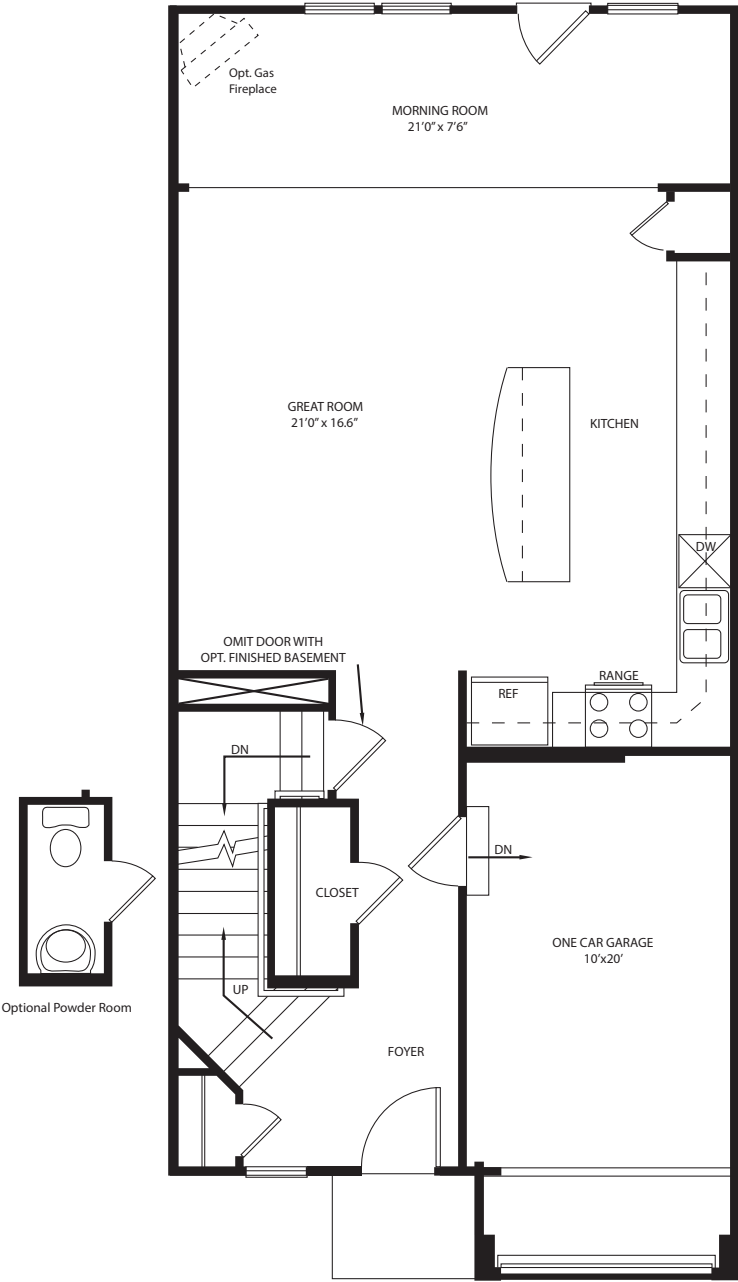 Opt. Gas
Fireplace
MORNING ROOM
21'0" x 7'6"
GREAT ROOM
21'0" x 16.6"
KITCHEN
DW
OMIT DOOR WITH
OPT. FINISHED BASEMENT
RANGE
REF
DN
DN
CLOSET
ONE CAR GARAGE
10'x20'
UP
Optional Powder Room
FOYER